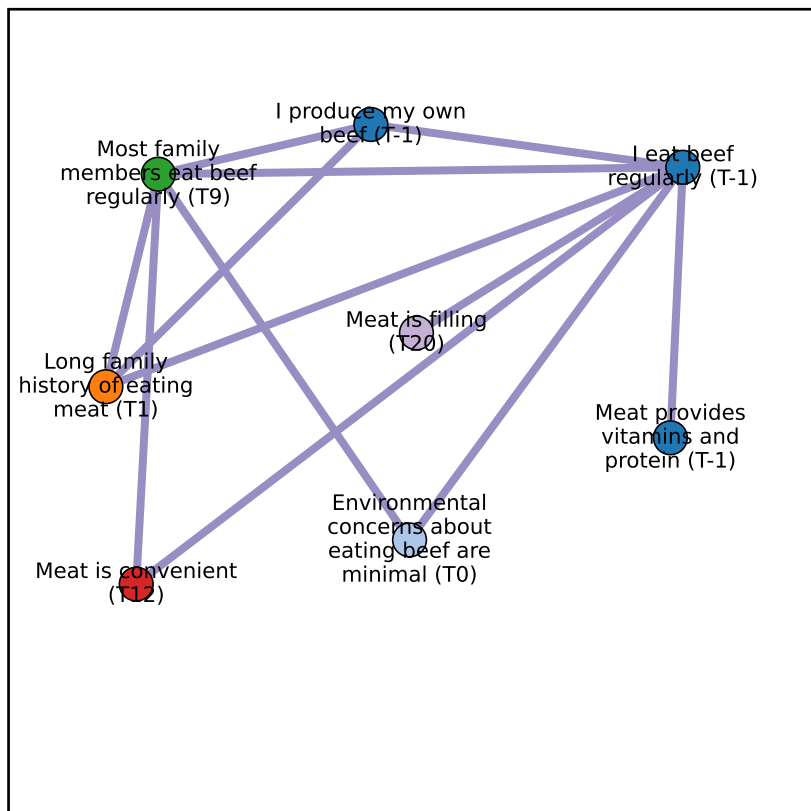 I produce my own
beef (T-1)
Most family
members eat beef
regularly (T9)
I eat beef
regularly (T-1)
Meat is filling
(T20)
Long family
history of eating
meat (T1)
Meat provides
vitamins and
protein (T-1)
Environmental
concerns about
eating beef are
minimal (T0)
Meat is convenient
(T12)